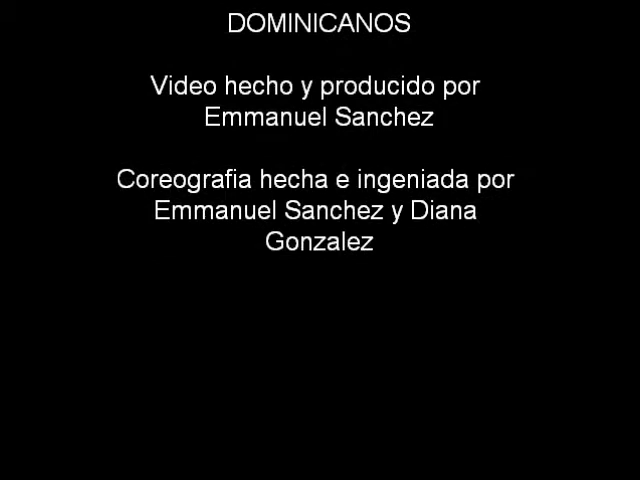 DOMINICANOS
Video hecho y producido por
Emmanuel Sanchez
Coreografia hecha e ingeniada por
Emmanuel Sanchez y Diana
Gonzalez